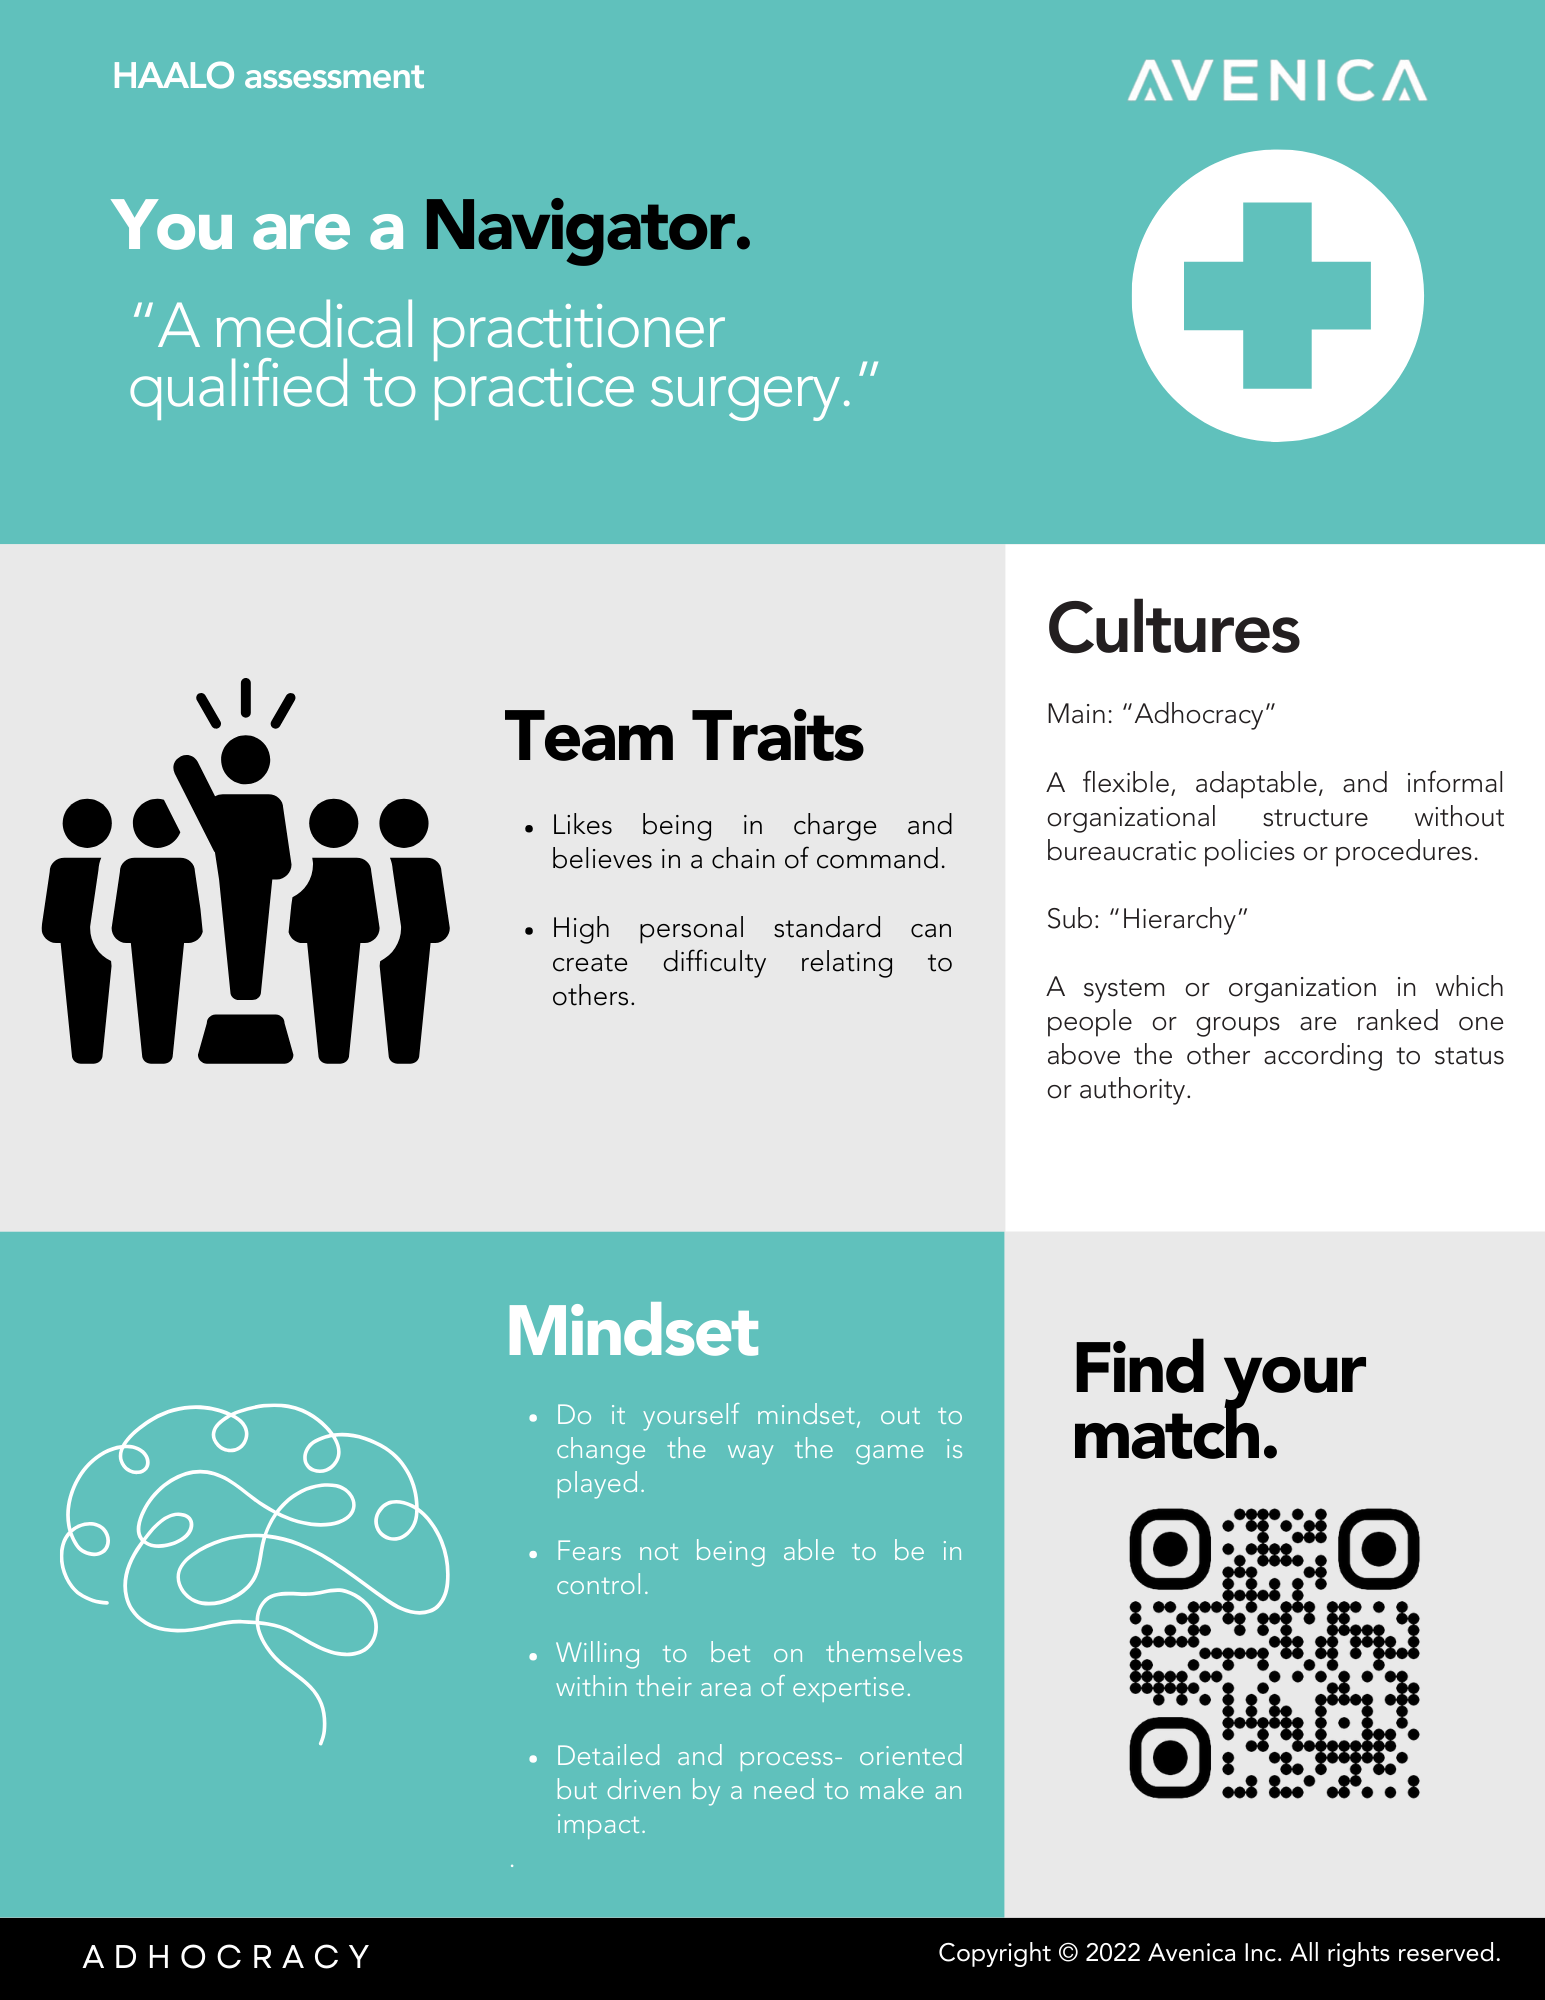 HAALO assessment
AVENICA
You are a Navigator.
“A medical practitioner
qualified to practice surgery.”
Team Traits
• Likes being in charge and
believes in a chain of command.
• High personal standard can
create difficulty relating to
others.
Cultures
Main: “Adhocracy”
A flexible, adaptable, and informal
organizational structure without
bureaucratic policies or procedures.
Sub: “Hierarchy”
A system or organization in which
people or groups are ranked one
above the other according to status
or authority.
Mindset
• Do it yourself mindset, out to
change the way the game is
played.
• Fears not being able to be in
control.
• Willing to bet on themselves
within their area of expertise.
• Detailed and process- oriented
but driven by a need to make an
impact.
.
Find your
match.
ADHOCRACY
Copyright © 2022 Avenica Inc. All rights reserved.